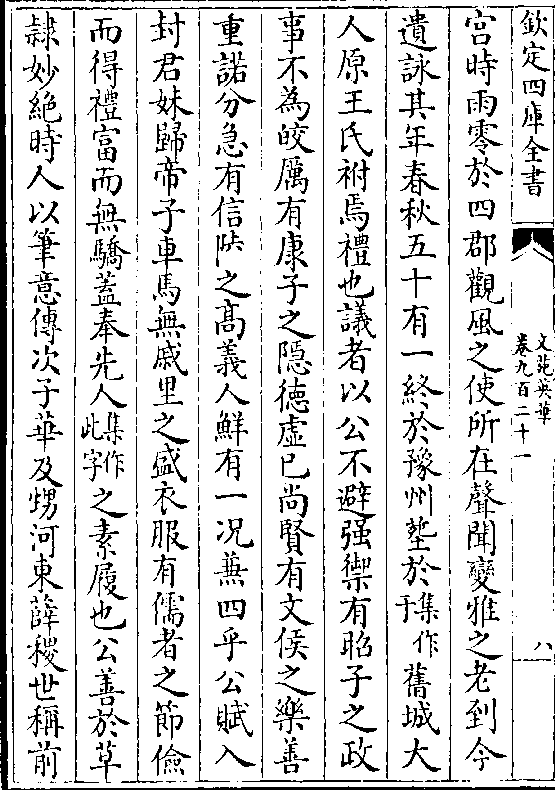 欽定四庫全書
文苑英華
卷九百二十一
八
宫時雨零於四郡觀風之使所在聲聞變雅之老到今
遺詠其年春秋五十有一終於豫州塟於集作于舊城大
人原王氏祔焉禮也議者以公不避强禦有昭子之政
事不為皎厲有康子之隠徳虚已尚賢有文侯之樂善
重諾分急有信陵之髙義人鮮有一况兼四乎公賦入
封君妹歸帝子車馬無戚里之盛衣服有儒者之節儉
而得禮富而無驕蓋奉先人集作此字之素履也公善於草
隷妙絶時人以筆意傳次子華及甥河東薛稷世稱前